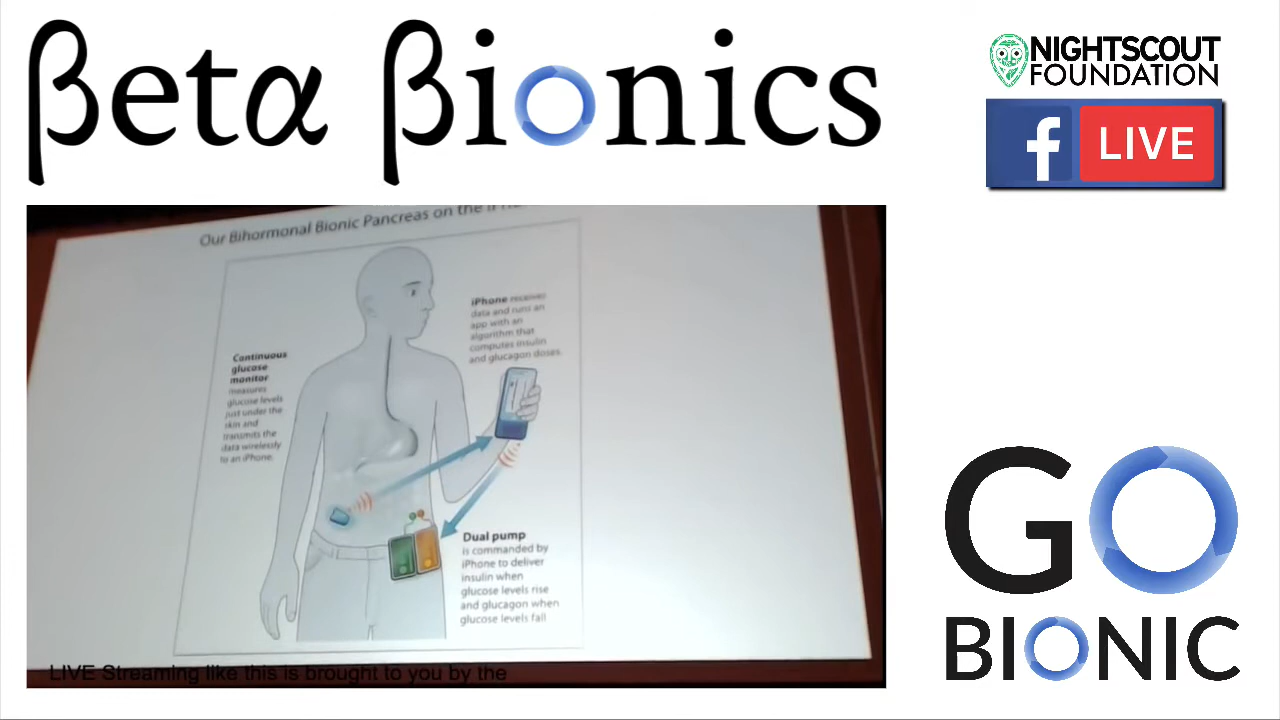 βetα βionics
NIGHTSCOUT
FOUNDATION
f LIVE
Our Bihormonal Bionic Pancreas on the
iPhone receives
data and runs an
app with an
algorithm that
computes insulin
and glucagon doses.
Continuous
glucose
monitor
measures
glucose levels
just under the
skin and
transmits the
data wirelessly
to an iPhone.
Dual pump
is commanded by
iPhone to deliver
insulin when
glucose levels rise
and glucagon when
glucose levels fall
LIVE Streaming like this is brought to you by the
GO
BIONIC